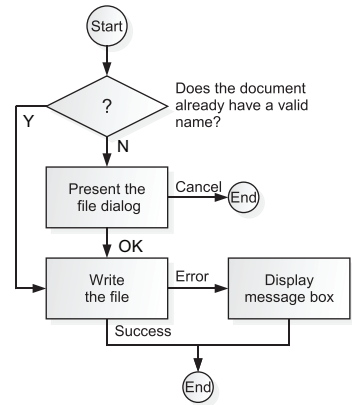 Start
?
Does the document
already have a valid
name?
Y
N
Present the
file dialog
Cancel
End
OK
Write
the file
Error
Display
message box
Success
End